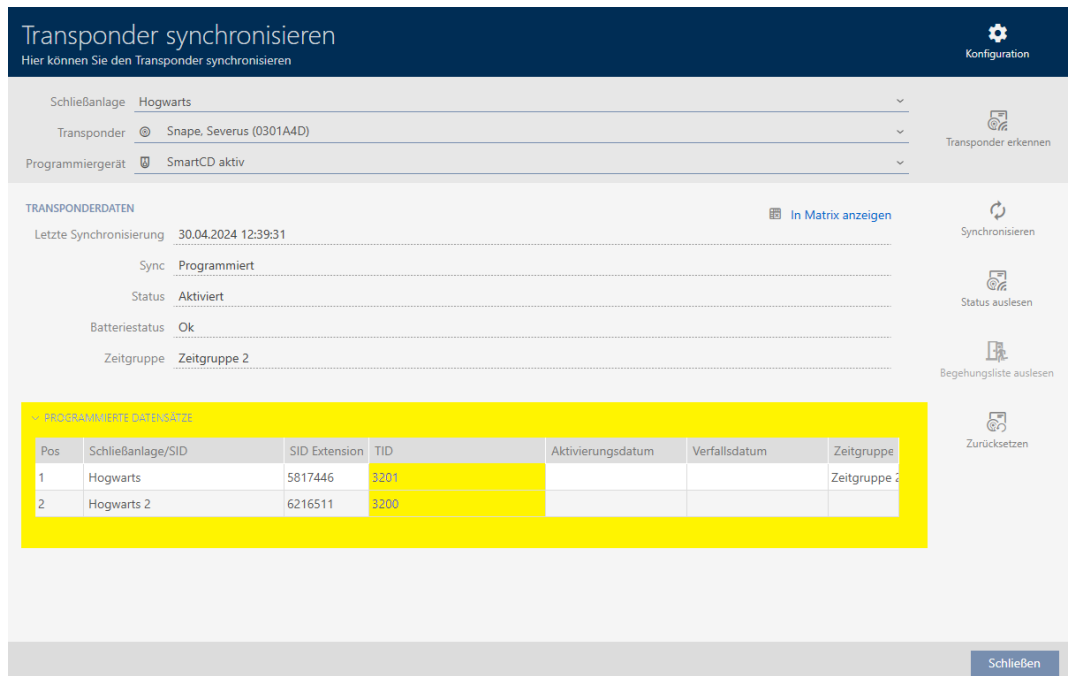 Transponder synchronisieren
Hier können Sie den Transponder synchronisieren
Konfiguration
Schließanlage Hogwarts
Transponder Snape, Severus (0301A4D)
Programmiergerät SmartCD aktiv
Transponder erkennen
TRANSPONDERDATEN
In Matrix anzeigen
Letzte Synchronisierung 30.04.2024 12:39:31
Sync Programmiert
Status Aktiviert
Batteriestatus Ok
Zeitgruppe Zeitgruppe 2
Synchronisieren
Status auslesen
Begehungsliste auslesen
Zurücksetzen
PROGRAMMIERTE DATENSÄTZE
Pos Schließanlage/SID SID Extension TID Aktivierungsdatum Verfallsdatum Zeitgruppe
1 Hogwarts 5817446 3201 Zeitgruppe 2
2 Hogwarts 2 6216511 3200
Schließen